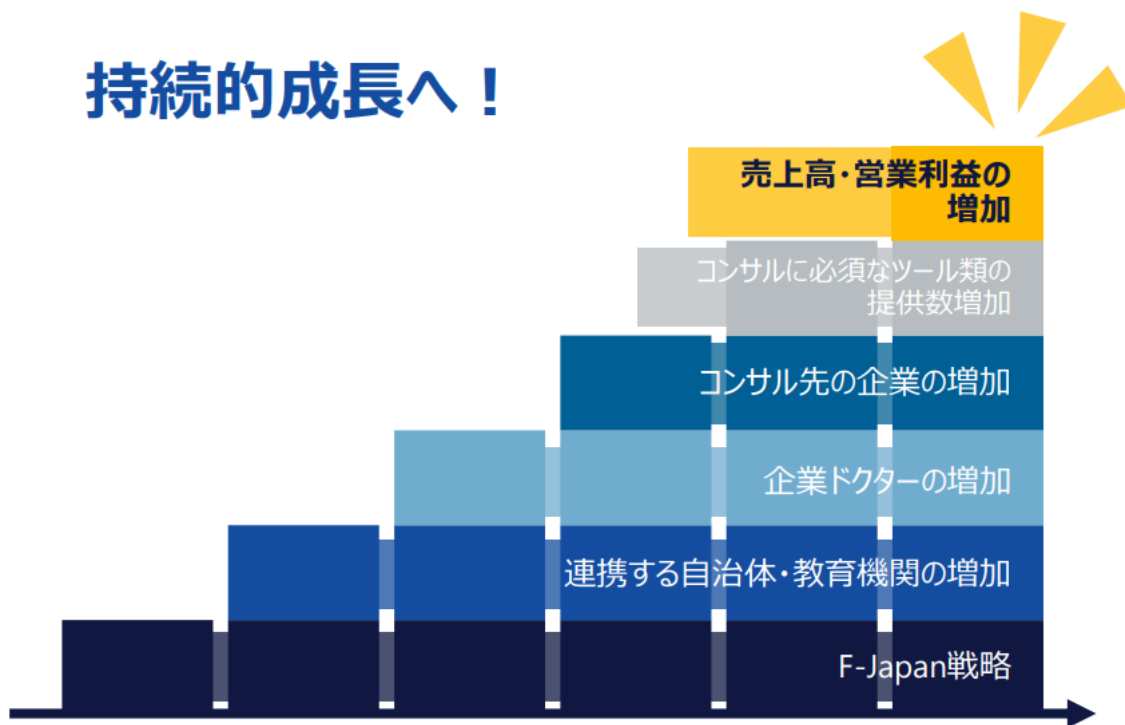 持続的成長へ！
売上高・営業利益の
増加
コンサルに必須なツール類の
提供数増加
コンサル先の企業の増加
企業ドクターの増加
連携する自治体・教育機関の増加
F-Japan戦略